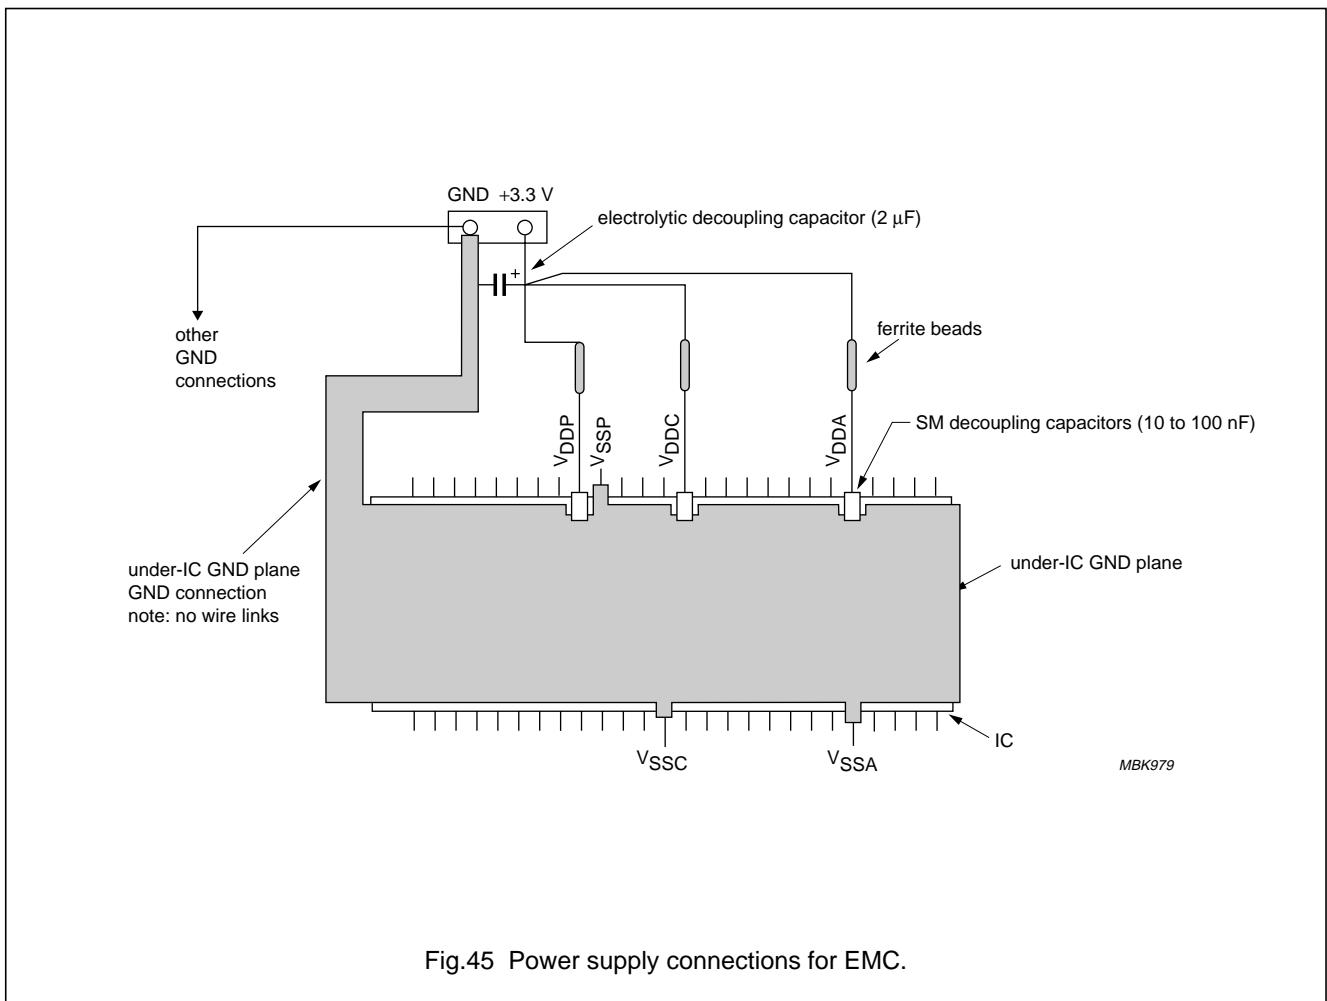 GND +3.3 V
electrolytic decoupling capacitor (2 μF)
+
other
GND
connections
ferrite beads
SM decoupling capacitors (10 to 100 nF)
VDDP
VSSP
VDDC
VDDA
under-IC GND plane
GND connection
note: no wire links
under-IC GND plane
IC
VSSC
VSSA
MBK979
Fig.45 Power supply connections for EMC.